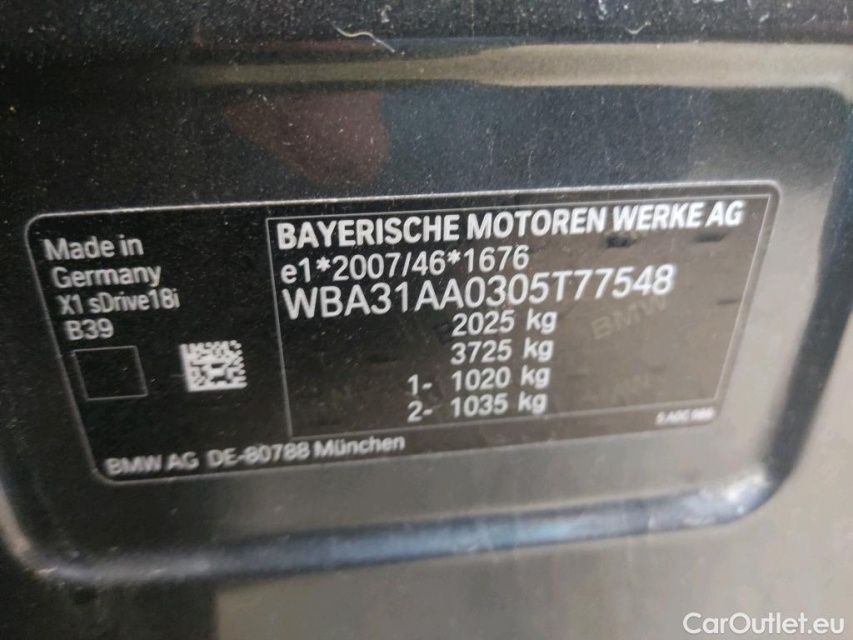 Made in
Germany
X1 sDrive18i
B39
BAYERISCHE MOTOREN WERKE AG
e1*2007/46*1676
WBA31AA0305T77548
2025 kg
3725 kg
1- 1020 kg
2- 1035 kg
BMW AG DE-80788 München
BMW
CarOutlet.eu